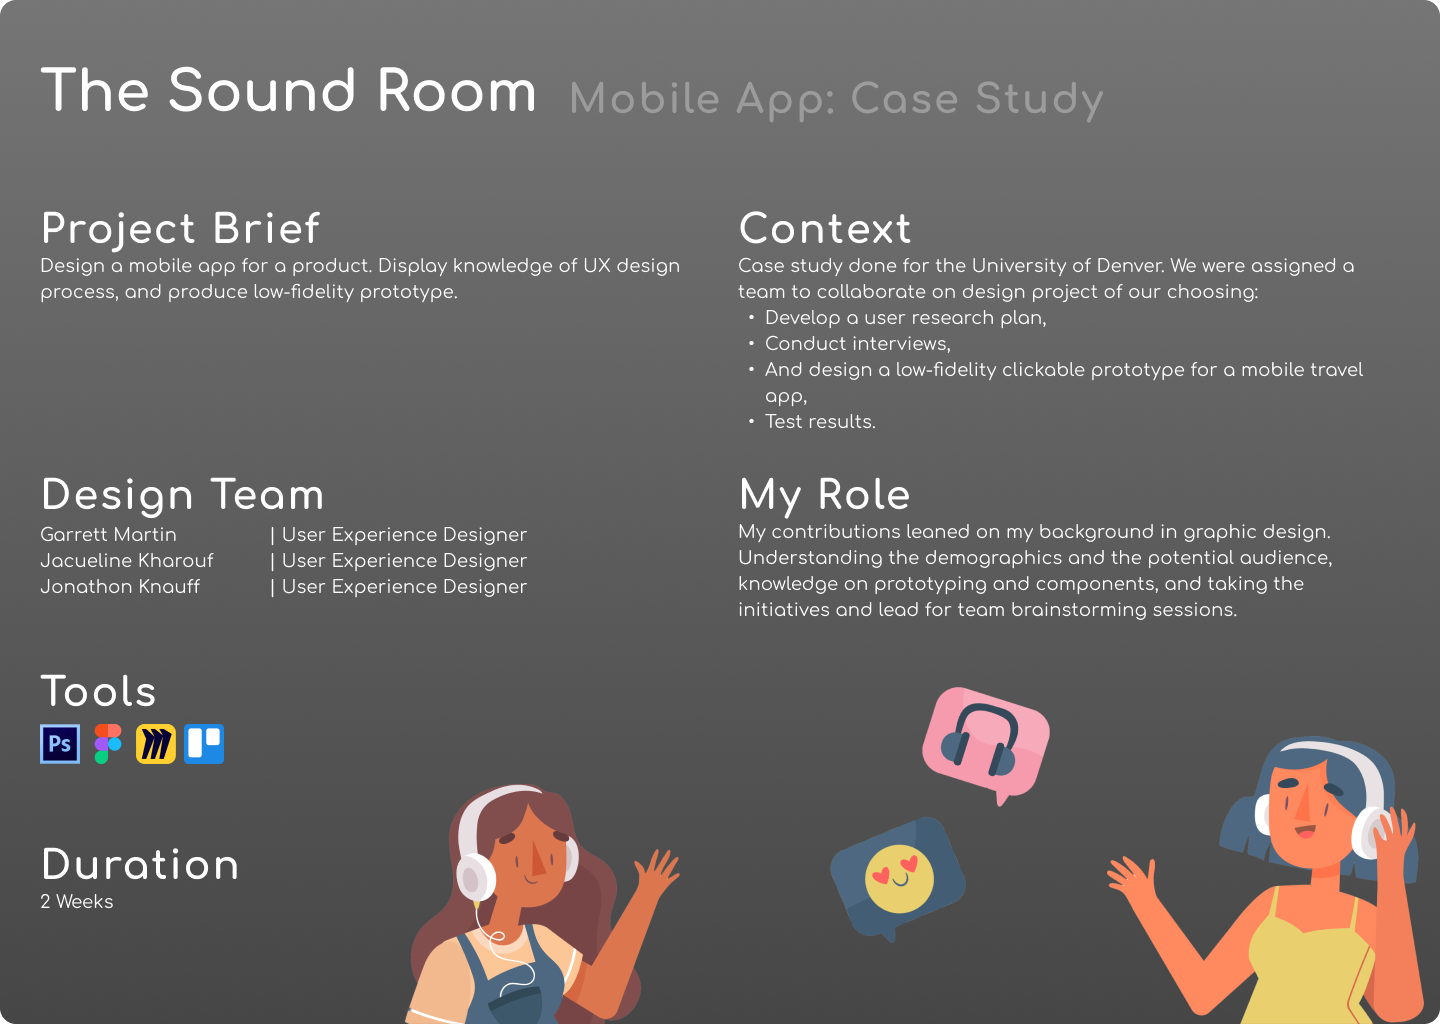 The Sound Room Mobile App: Case Study
Project Brief
Design a mobile app for a product. Display knowledge of UX design
process, and produce low-fidelity prototype.
Context
Case study done for the University of Denver. We were assigned a
team to collaborate on design project of our choosing:
• Develop a user research plan,
• Conduct interviews,
• And design a low-fidelity clickable prototype for a mobile travel
app,
• Test results.
Design Team
Garrett Martin | User Experience Designer
Jacueline Kharouf | User Experience Designer
Jonathon Knauff | User Experience Designer
My Role
My contributions leaned on my background in graphic design.
Understanding the demographics and the potential audience,
knowledge on prototyping and components, and taking the
initiatives and lead for team brainstorming sessions.
Tools
Ps
Duration
2 Weeks